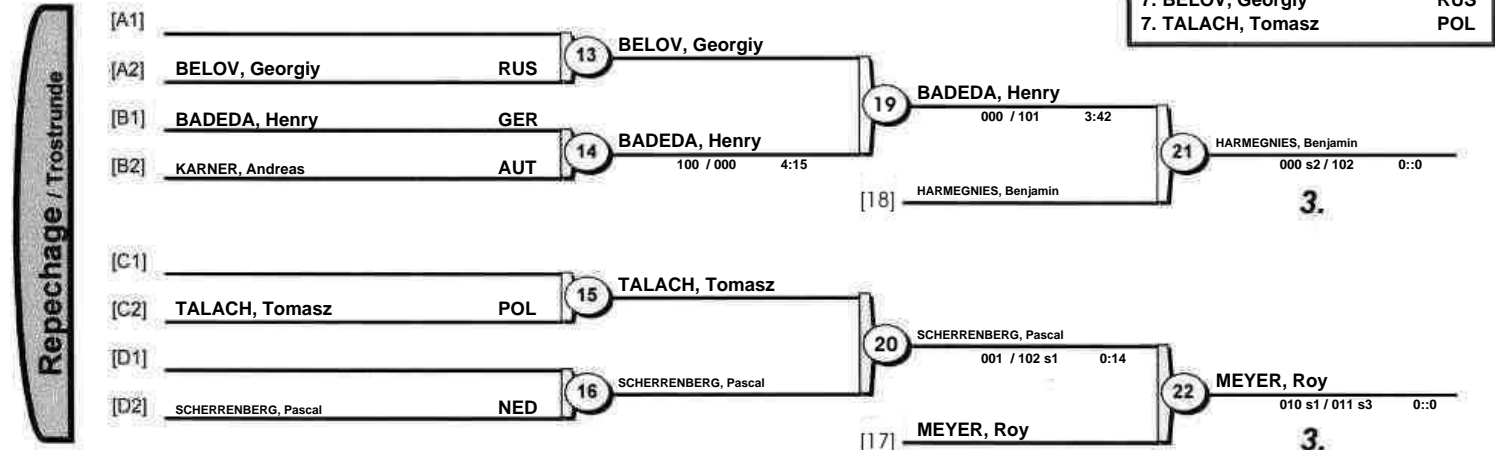 7. BELOV, Georgiy RUS
7. TALACH, Tomasz POL
Repechage / Trostrunde
[A1]
[A2] BELOV, Georgiy RUS
13
BELOV, Georgiy
[B1] BADEDA, Henry GER
[B2] KARNER, Andreas AUT
14
BADEDA, Henry
100 / 000 4:15
19
BADEDA, Henry
000 / 101 3:42
[18] HARMEGNIES, Benjamin
21
HARMEGNIES, Benjamin
000 s2 / 102 0::0
3.
[C1]
[C2] TALACH, Tomasz POL
15
TALACH, Tomasz
[D1]
[D2] SCHERRENBERG, Pascal NED
16
SCHERRENBERG, Pascal
20
SCHERRENBERG, Pascal
001 / 102 s1 0:14
[17] MEYER, Roy
22
MEYER, Roy
010 s1 / 011 s3 0::0
3.